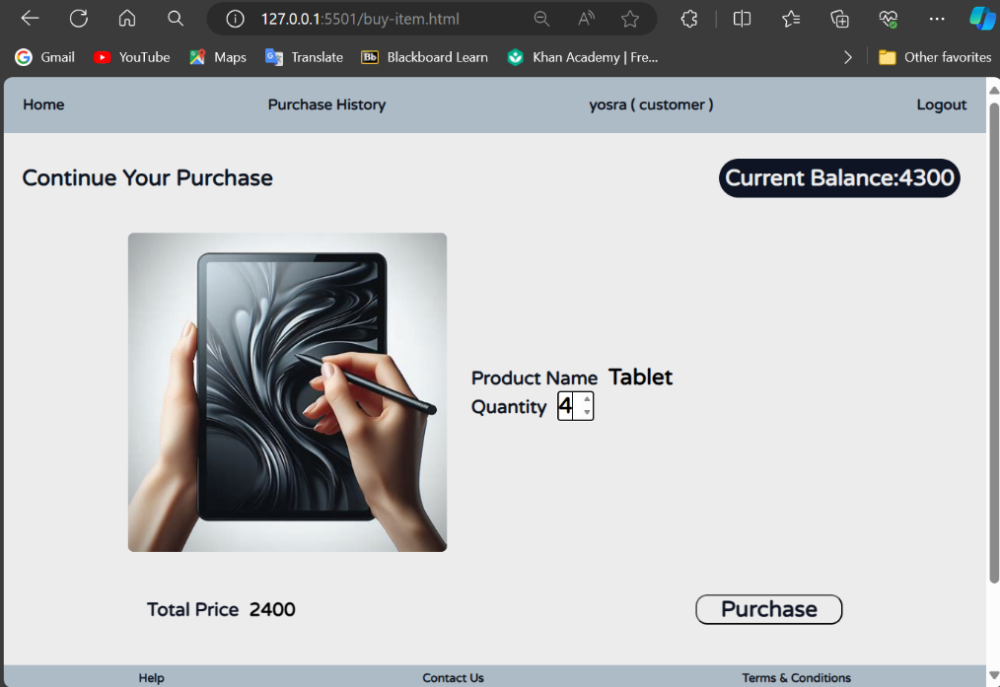 127.0.0.1:5501/buy-item.html
Gmail YouTube Maps Translate Bb Blackboard Learn Khan Academy | Fre... Other favorites
Home Purchase History yosra ( customer ) Logout
Continue Your Purchase Current Balance:4300
Product Name Tablet
Quantity 4
Total Price 2400 Purchase
Help Contact Us Terms & Conditions